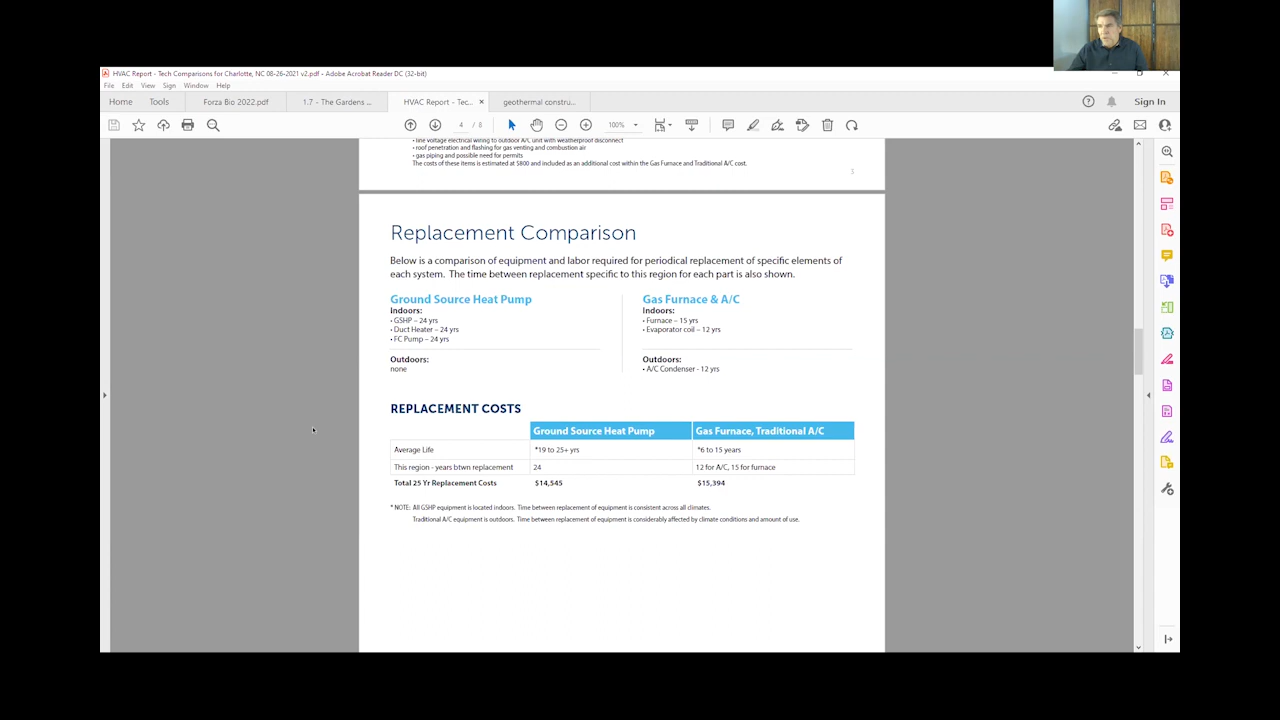 HVAC Report - Tech Comparisons for Charlotte, NC 08-26-2021 v2.pdf - Adobe Acrobat Reader DC (32-bit)
File Edit View Sign Window Help
Home Tools Forza Bio 2022.pdf 1.7 - The Gardens ... HVAC Report - Tec... × geothermal constru... Sign In
4 / 6 100%
• line voltage electrical wiring to outdoor A/C unit with weatherproof disconnect
• roof penetration and flashing for gas venting and combustion air
• gas piping and possible need for permits
The costs of these items is estimated at $800 and included as an additional cost within the Gas Furnace and Traditional A/C cost.
3
Replacement Comparison
Below is a comparison of equipment and labor required for periodical replacement of specific elements of
each system. The time between replacement specific to this region for each part is also shown.
Ground Source Heat Pump
Indoors:
• GSHP – 24 yrs
• Duct Heater – 24 yrs
• FC Pump – 24 yrs
Outdoors:
none
Gas Furnace & A/C
Indoors:
• Furnace – 15 yrs
• Evaporator coil – 12 yrs
Outdoors:
• A/C Condenser - 12 yrs
REPLACEMENT COSTS
Ground Source Heat Pump Gas Furnace, Traditional A/C
Average Life *19 to 25+ yrs *6 to 15 years
This region - years btwn replacement 24 12 for A/C, 15 for furnace
Total 25 Yr Replacement Costs $14,545 $15,394
* NOTE: All GSHP equipment is located indoors. Time between replacement of equipment is consistent across all climates.
Traditional A/C equipment is outdoors. Time between replacement of equipment is considerably affected by climate conditions and amount of use.